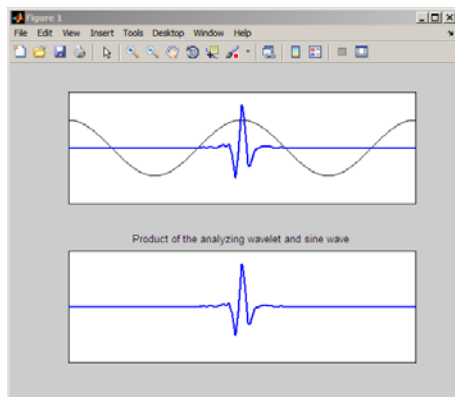 Figure 1
File Edit View Insert Tools Desktop Window Help
Product of the analyzing wavelet and sine wave